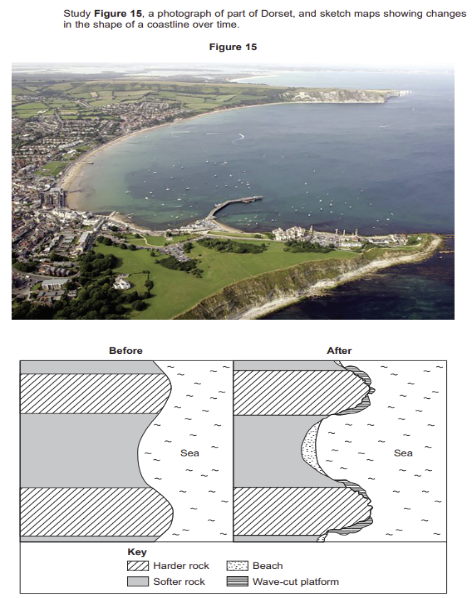 Study Figure 15, a photograph of part of Dorset, and sketch maps showing changes
in the shape of a coastline over time.
Figure 15
Before
After
Sea
Sea
Key
Harder rock
Beach
Softer rock
Wave-cut platform